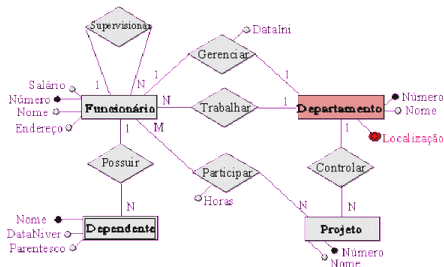 Supervisionar
DataIni
1
N
1
Gerenciar
1
Salário
Número
Nome
Endereço
Funcionário
N
Trabalhar
1
Departamento
Número
Nome
Localização
1
M
1
Possuir
Participar
Horas
Controlar
N
N
N
Nome
DataNiver
Parentesco
Dependente
Projeto
Número
Nome